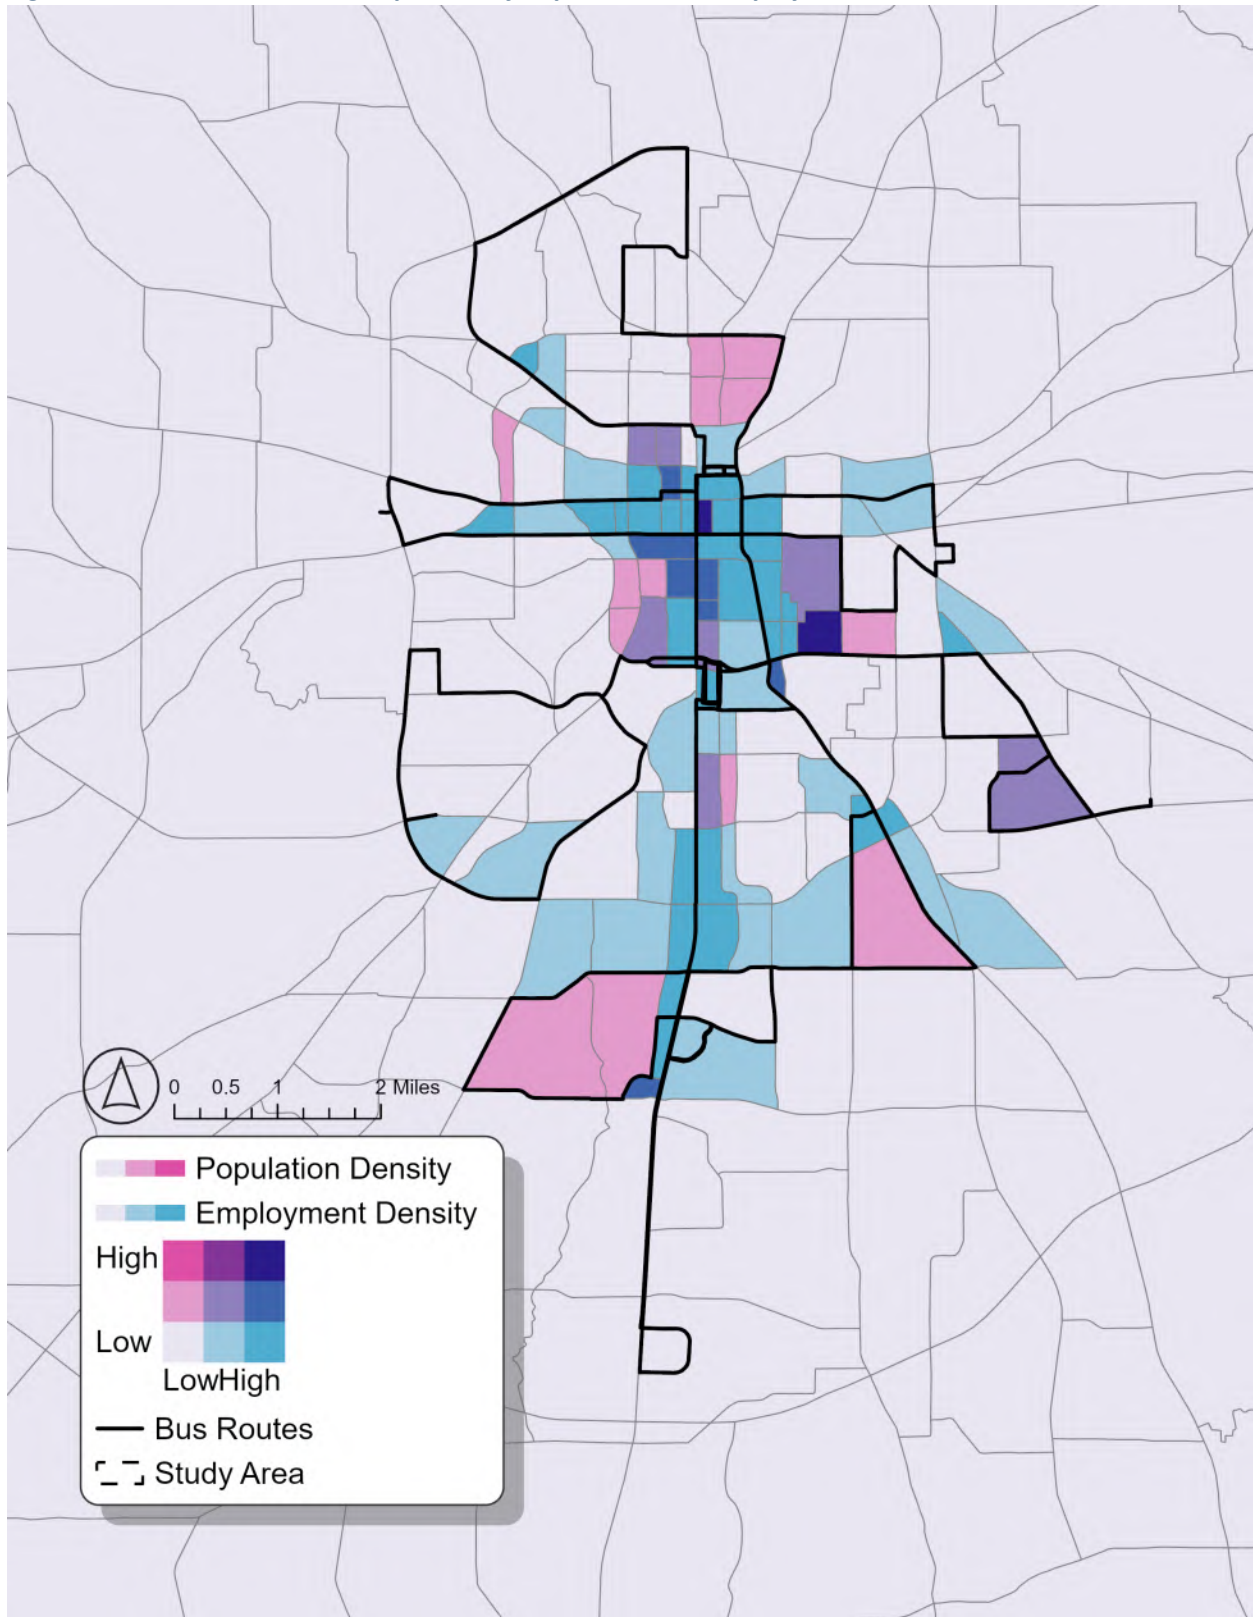 0 0.5 1 2 Miles
Population Density
Employment Density
High
Low
LowHigh
Bus Routes
Study Area